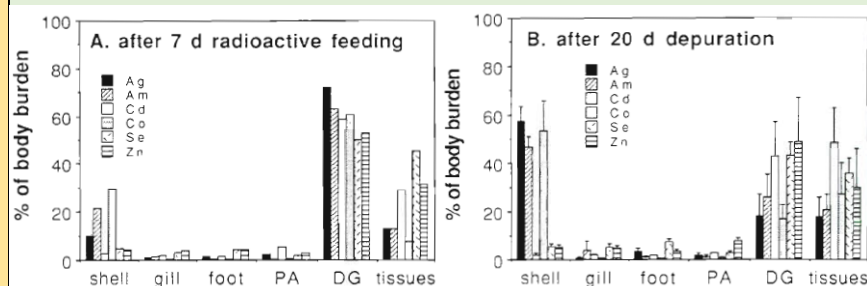 A. after 7 d radioactive feeding
% of body burden
100
80
60
40
20
0
Ag
Am
Cd
Co
Se
Zn
shell gill foot PA DG tissues
B. after 20 d depuration
% of body burden
100
80
60
40
20
0
Ag
Am
Cd
Co
Se
Zn
shell gill foot PA DG tissues